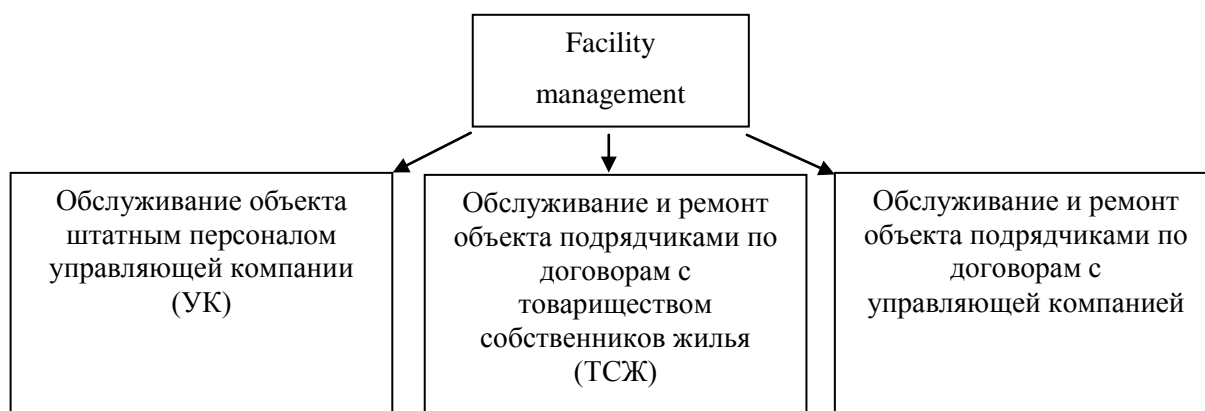 Facility
management
Обслуживание объекта
штатным персоналом
управляющей компании
(УК)
Обслуживание и ремонт
объекта подрядчиками по
договорам с
товариществом
собственников жилья
(ТСЖ)
Обслуживание и ремонт
объекта подрядчиками по
договорам с
управляющей компанией